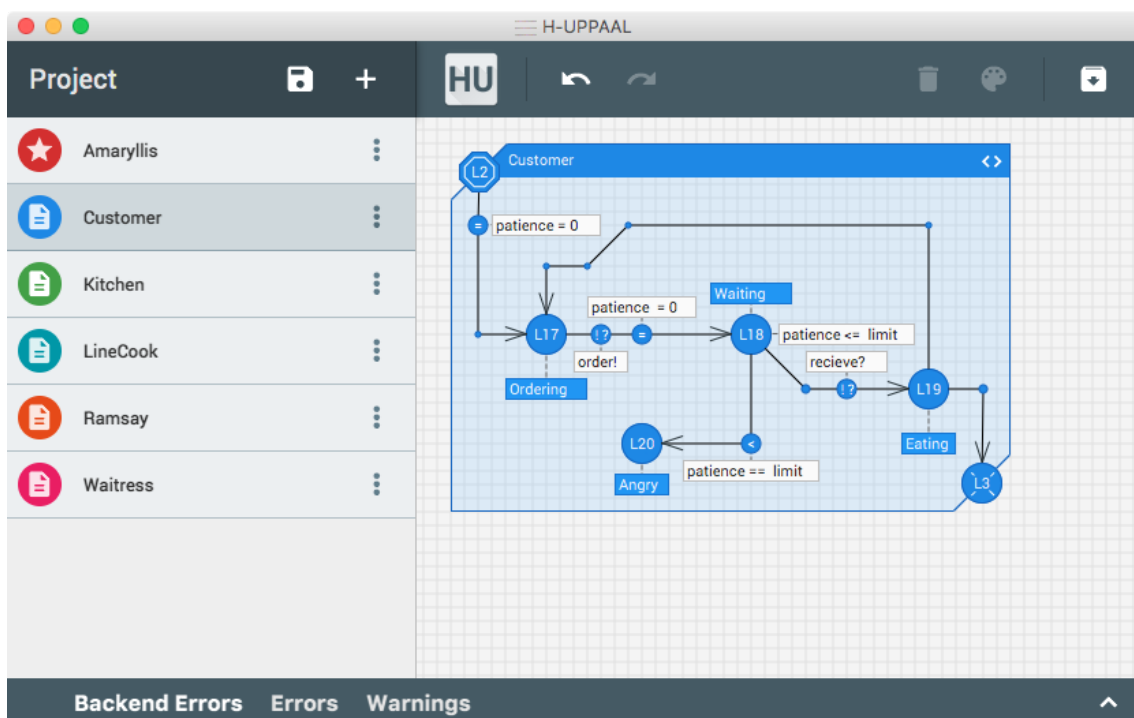 H-UPPAAL
Project
HU
Amaryllis
Customer
Kitchen
LineCook
Ramsay
Waitress
L2
Customer
<>
= patience = 0
Waiting
patience = 0
L17
!?
=
L18
patience <= limit
order!
recieve?
Ordering
!?
L19
L20
<
Eating
patience == limit
Angry
L3
Backend Errors Errors Warnings